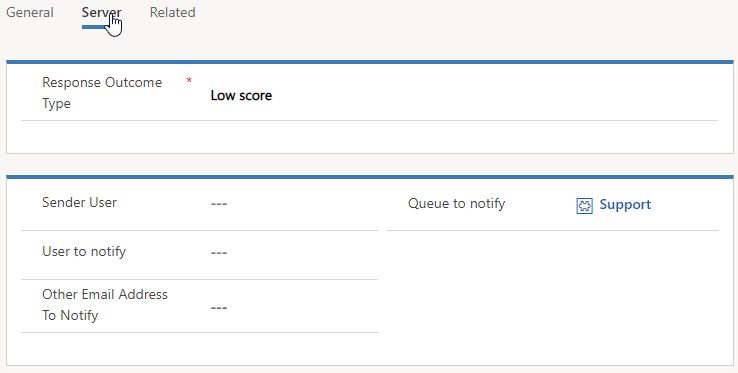 General Server Related
Response Outcome Type * Low score
Sender User --- Queue to notify Support
User to notify ---
Other Email Address To Notify ---